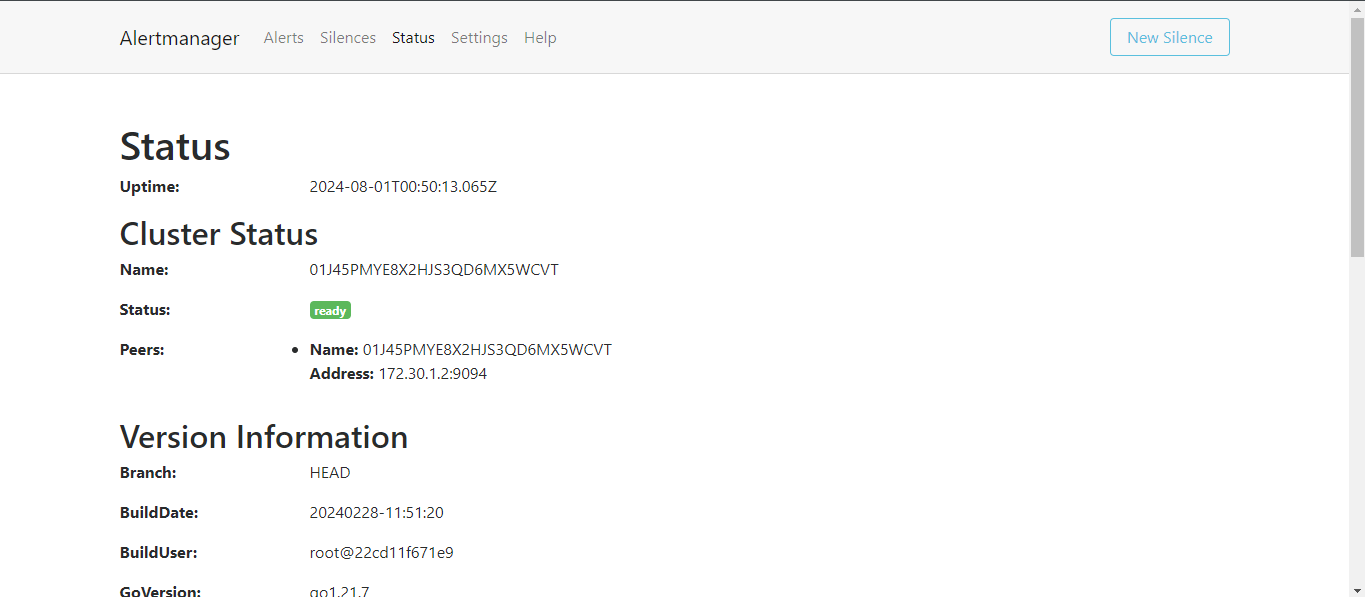 Alertmanager Alerts Silences Status Settings Help New Silence
Status
Uptime: 2024-08-01T00:50:13.065Z
Cluster Status
Name: 01J45PMYE8X2HJS3QD6MX5WCVT
Status: ready
Peers: • Name: 01J45PMYE8X2HJS3QD6MX5WCVT
Address: 172.30.1.2:9094
Version Information
Branch: HEAD
BuildDate: 20240228-11:51:20
BuildUser: root@22cd11f671e9
GoVersion: go1.21.7